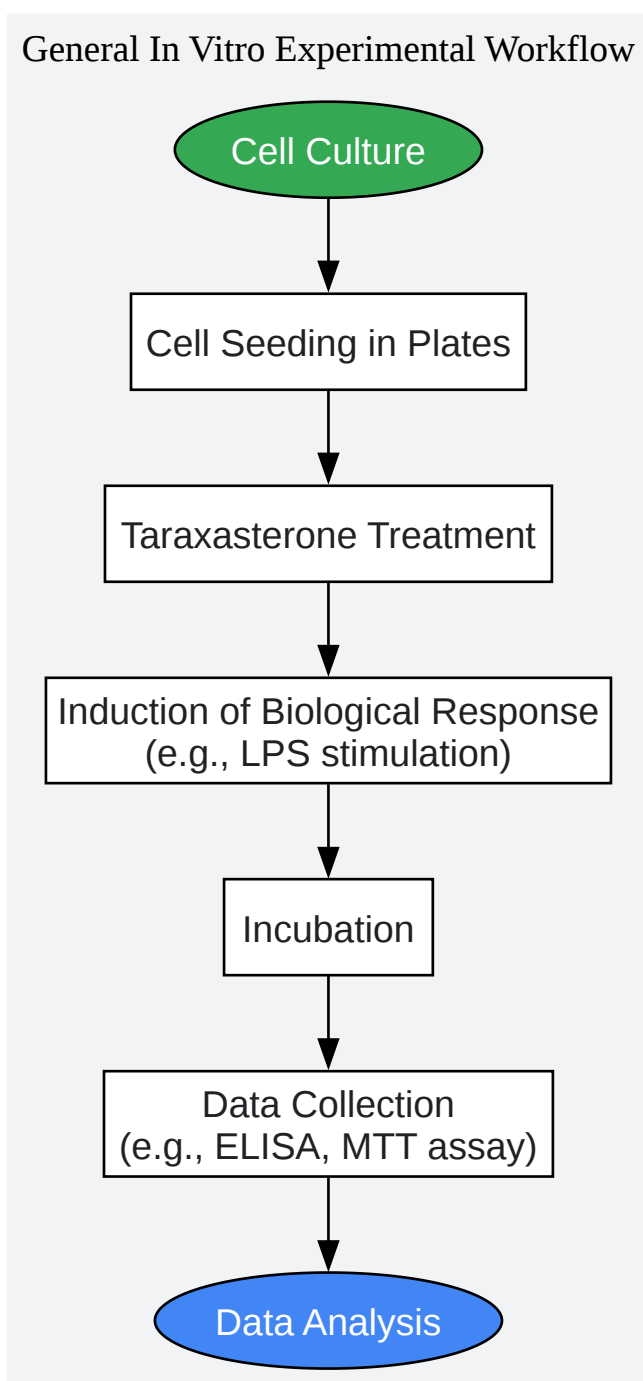 General In Vitro Experimental Workflow
Cell Culture
Cell Seeding in Plates
Taraxasterone Treatment
Induction of Biological Response
(e.g., LPS stimulation)
Incubation
Data Collection
(e.g., ELISA, MTT assay)
Data Analysis